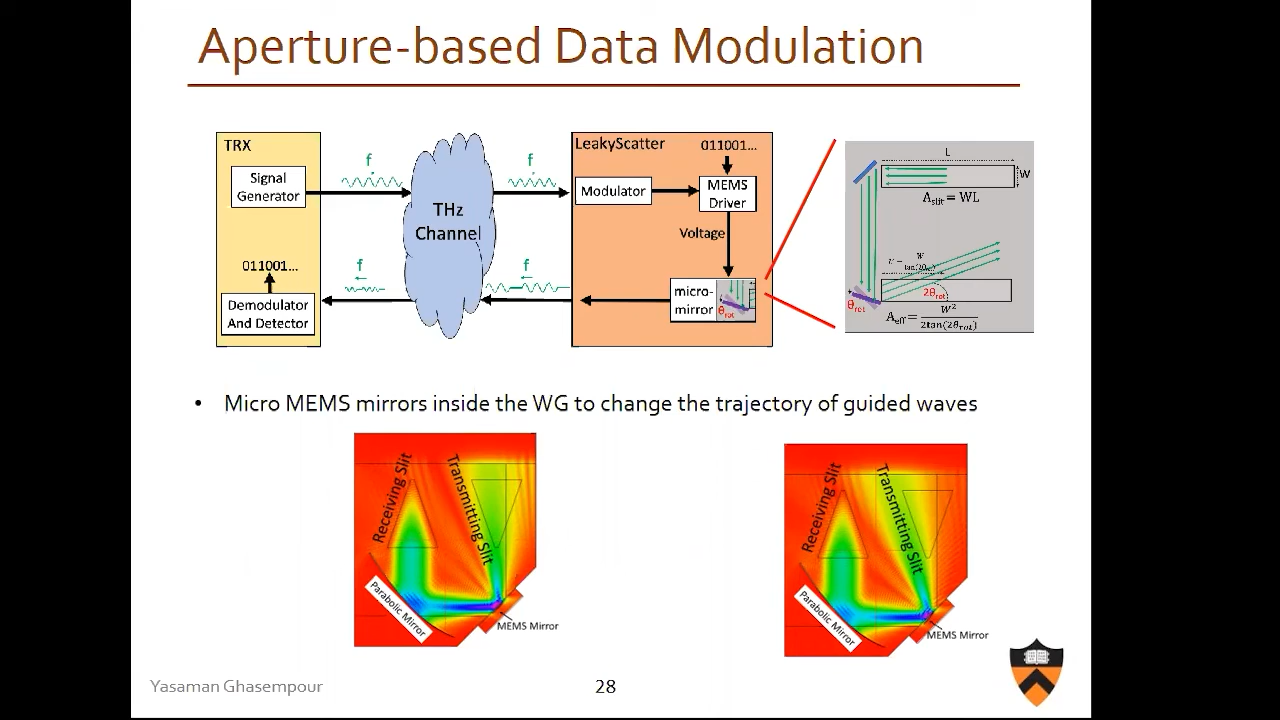 Aperture-based Data Modulation
TRX
Signal
Generator
011001...
Demodulator
And Detector
f
f
THz
Channel
f
f
LeakyScatter
011001...
Modulator
MEMS
Driver
Voltage
micro-
mirror
θrot
L
W
Aslit = WL
W
tan(2θrot)
2θrot
θrot
Aeff = W²
2tan(2θrot)
• Micro MEMS mirrors inside the WG to change the trajectory of guided waves
Receiving Slit
Transmitting Slit
Parabolic Mirror
MEMS Mirror
Receiving Slit
Transmitting Slit
Parabolic Mirror
MEMS Mirror
Yasaman Ghasempour
28